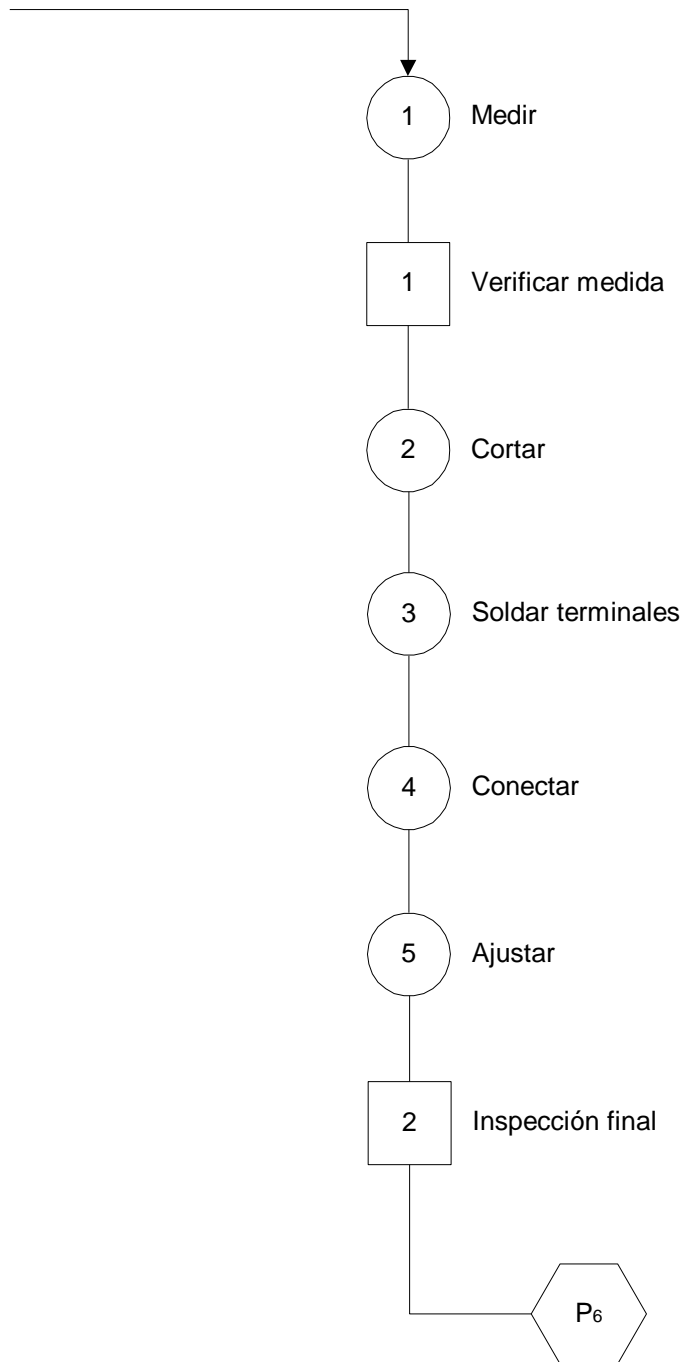 1 Medir
1 Verificar medida
2 Cortar
3 Soldar terminales
4 Conectar
5 Ajustar
2 Inspección final
P6